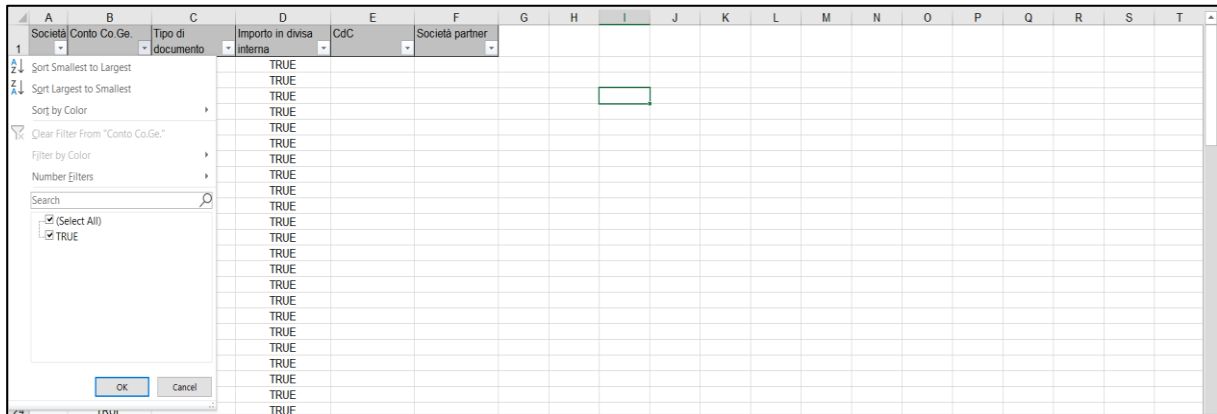 A B C D E F G H I J K L M N O P Q R S T
Società Conto Co.Ge. Tipo di Importo in divisa CdC Società partner
1 documento interna
Sort Smallest to Largest TRUE
TRUE
Sort Largest to Smallest TRUE
Sort by Color TRUE
TRUE
Clear Filter From "Conto Co.Ge." TRUE
Filter by Color TRUE
Number Filters TRUE
TRUE
Search TRUE
(Select All) TRUE
TRUE TRUE
TRUE
TRUE
TRUE
TRUE
TRUE
TRUE
TRUE
TRUE
OK Cancel TRUE
TRUE
24 TRUE TRUE